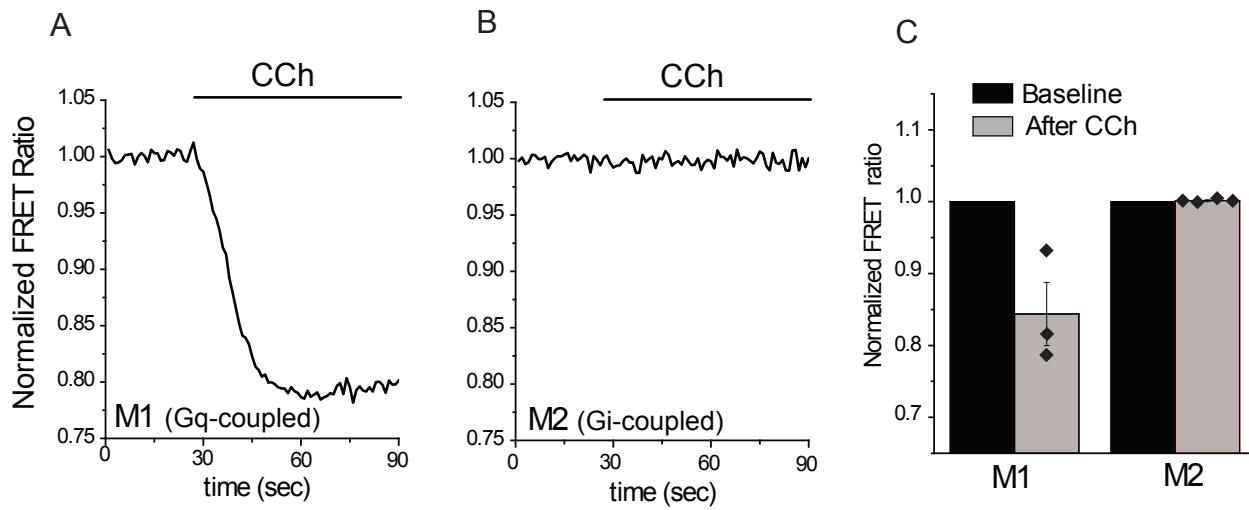 A
CCh
1.05
1.00
0.95
0.90
0.85
0.80
0.75
Normalized FRET Ratio
M1 (Gq-coupled)
0
30
60
90
time (sec)
B
CCh
1.05
1.00
0.95
0.90
0.85
0.80
0.75
M2 (Gi-coupled)
0
30
60
90
time (sec)
C
Baseline
After CCh
1.1
1.0
0.9
0.8
0.7
Normalized FRET ratio
M1
M2